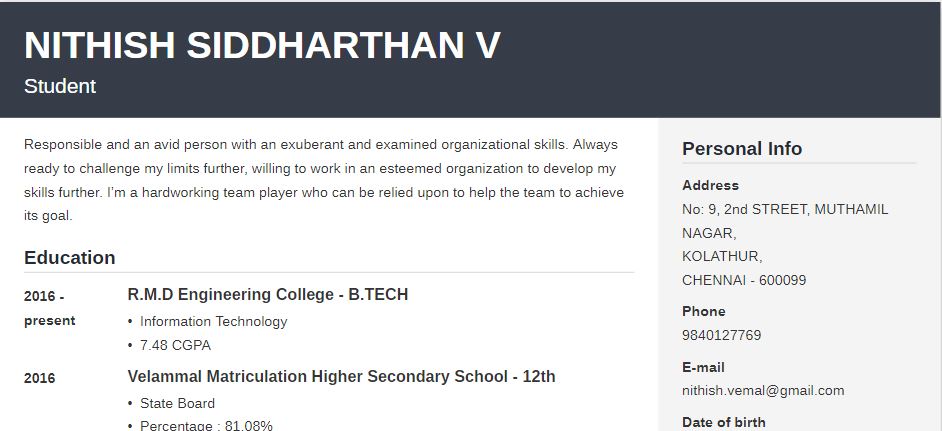 NITHISH SIDDHARTHAN V
Student
Responsible and an avid person with an exuberant and examined organizational skills. Always
ready to challenge my limits further, willing to work in an esteemed organization to develop my
skills further. I'm a hardworking team player who can be relied upon to help the team to achieve
its goal.
Education
2016 -
present
R.M.D Engineering College - B.TECH
• Information Technology
• 7.48 CGPA
2016
Velammal Matriculation Higher Secondary School - 12th
• State Board
• Percentage : 81.08%
Personal Info
Address
No: 9, 2nd STREET, MUTHAMIL
NAGAR,
KOLATHUR,
CHENNAI - 600099
Phone
9840127769
E-mail
nithish.vemal@gmail.com
Date of birth